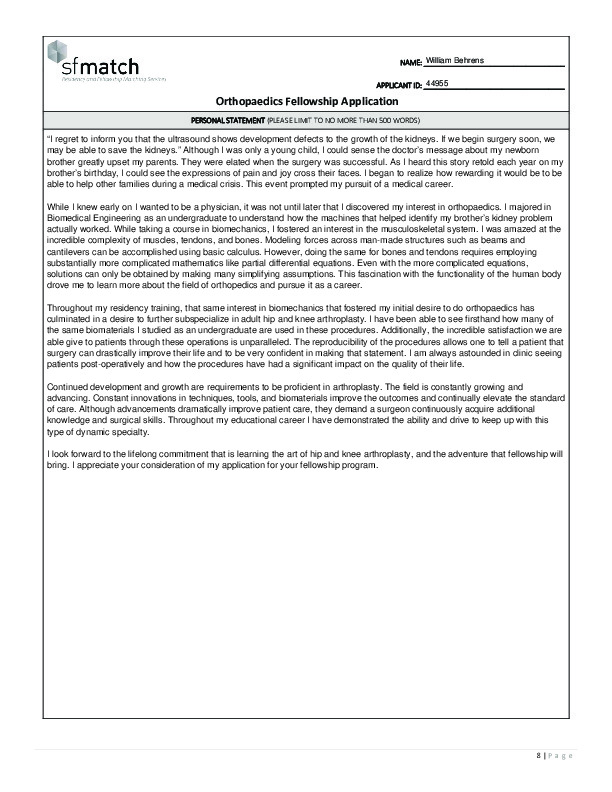 sfmatch
Residency and Fellowship Matching Services
NAME: William Behrens
APPLICANT ID: 44955
Orthopaedics Fellowship Application
PERSONAL STATEMENT (PLEASE LIMIT TO NO MORE THAN 500 WORDS)
“I regret to inform you that the ultrasound shows development defects to the growth of the kidneys. If we begin surgery soon, we
may be able to save the kidneys.” Although I was only a young child, I could sense the doctor’s message about my newborn
brother greatly upset my parents. They were elated when the surgery was successful. As I heard this story retold each year on my
brother’s birthday, I could see the expressions of pain and joy cross their faces. I began to realize how rewarding it would be to be
able to help other families during a medical crisis. This event prompted my pursuit of a medical career.
While I knew early on I wanted to be a physician, it was not until later that I discovered my interest in orthopaedics. I majored in
Biomedical Engineering as an undergraduate to understand how the machines that helped identify my brother’s kidney problem
actually worked. While taking a course in biomechanics, I fostered an interest in the musculoskeletal system. I was amazed at the
incredible complexity of muscles, tendons, and bones. Modeling forces across man-made structures such as beams and
cantilevers can be accomplished using basic calculus. However, doing the same for bones and tendons requires employing
substantially more complicated mathematics like partial differential equations. Even with the more complicated equations,
solutions can only be obtained by making many simplifying assumptions. This fascination with the functionality of the human body
drove me to learn more about the field of orthopedics and pursue it as a career.
Throughout my residency training, that same interest in biomechanics that fostered my initial desire to do orthopaedics has
culminated in a desire to further subspecialize in adult hip and knee arthroplasty. I have been able to see firsthand how many of
the same biomaterials I studied as an undergraduate are used in these procedures. Additionally, the incredible satisfaction we are
able give to patients through these operations is unparalleled. The reproducibility of the procedures allows one to tell a patient that
surgery can drastically improve their life and to be very confident in making that statement. I am always astounded in clinic seeing
patients post-operatively and how the procedures have had a significant impact on the quality of their life.
Continued development and growth are requirements to be proficient in arthroplasty. The field is constantly growing and
advancing. Constant innovations in techniques, tools, and biomaterials improve the outcomes and continually elevate the standard
of care. Although advancements dramatically improve patient care, they demand a surgeon continuously acquire additional
knowledge and surgical skills. Throughout my educational career I have demonstrated the ability and drive to keep up with this
type of dynamic specialty.
I look forward to the lifelong commitment that is learning the art of hip and knee arthroplasty, and the adventure that fellowship will
bring. I appreciate your consideration of my application for your fellowship program.
8 | Page